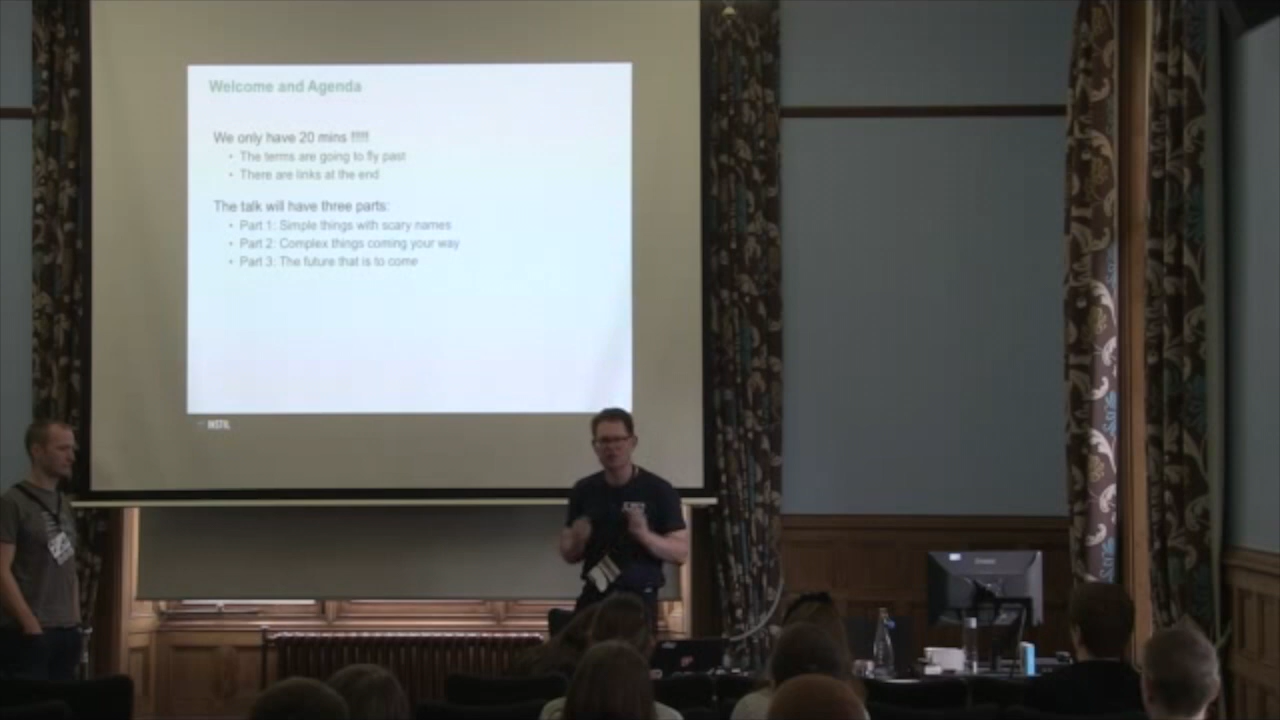 Welcome and Agenda
We only have 20 mins !!!!!
• The terms are going to fly past
• There are links at the end
The talk will have three parts:
• Part 1: Simple things with scary names
• Part 2: Complex things coming your way
• Part 3: The future that is to come
INSTIL